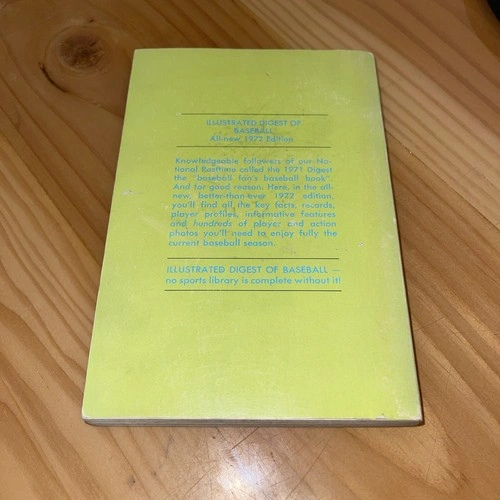 ILLUSTRATED DIGEST OF
BASEBALL
All-new 1972 Edition
Knowledgeable followers of our Na-
tional Pastime called the 1971 Digest
the "baseball fan's baseball book".
And for good reason. Here, in the all-
new better-than-ever 1972 edition,
you'll find all the key facts, records,
player profiles, informative features
and hundreds of player and action
photos you'll need to enjoy fully the
current baseball season.
ILLUSTRATED DIGEST OF BASEBALL —
no sports library is complete without it!